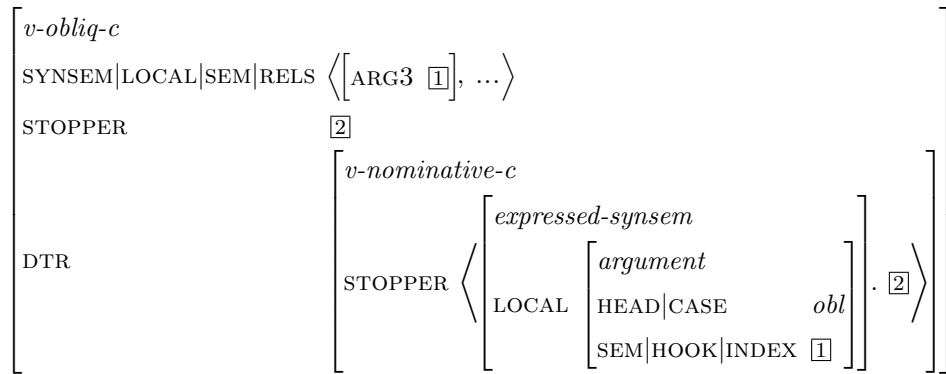 v-obliq-c
SYNSEM|LOCAL|SEM|RELS ⟨[ARG3 1], ...⟩
STOPPER 2
v-nominative-c
expressed-synsem
argument
DTR STOPPER ⟨ LOCAL HEAD|CASE obl . 2 ⟩
SEM|HOOK|INDEX 1